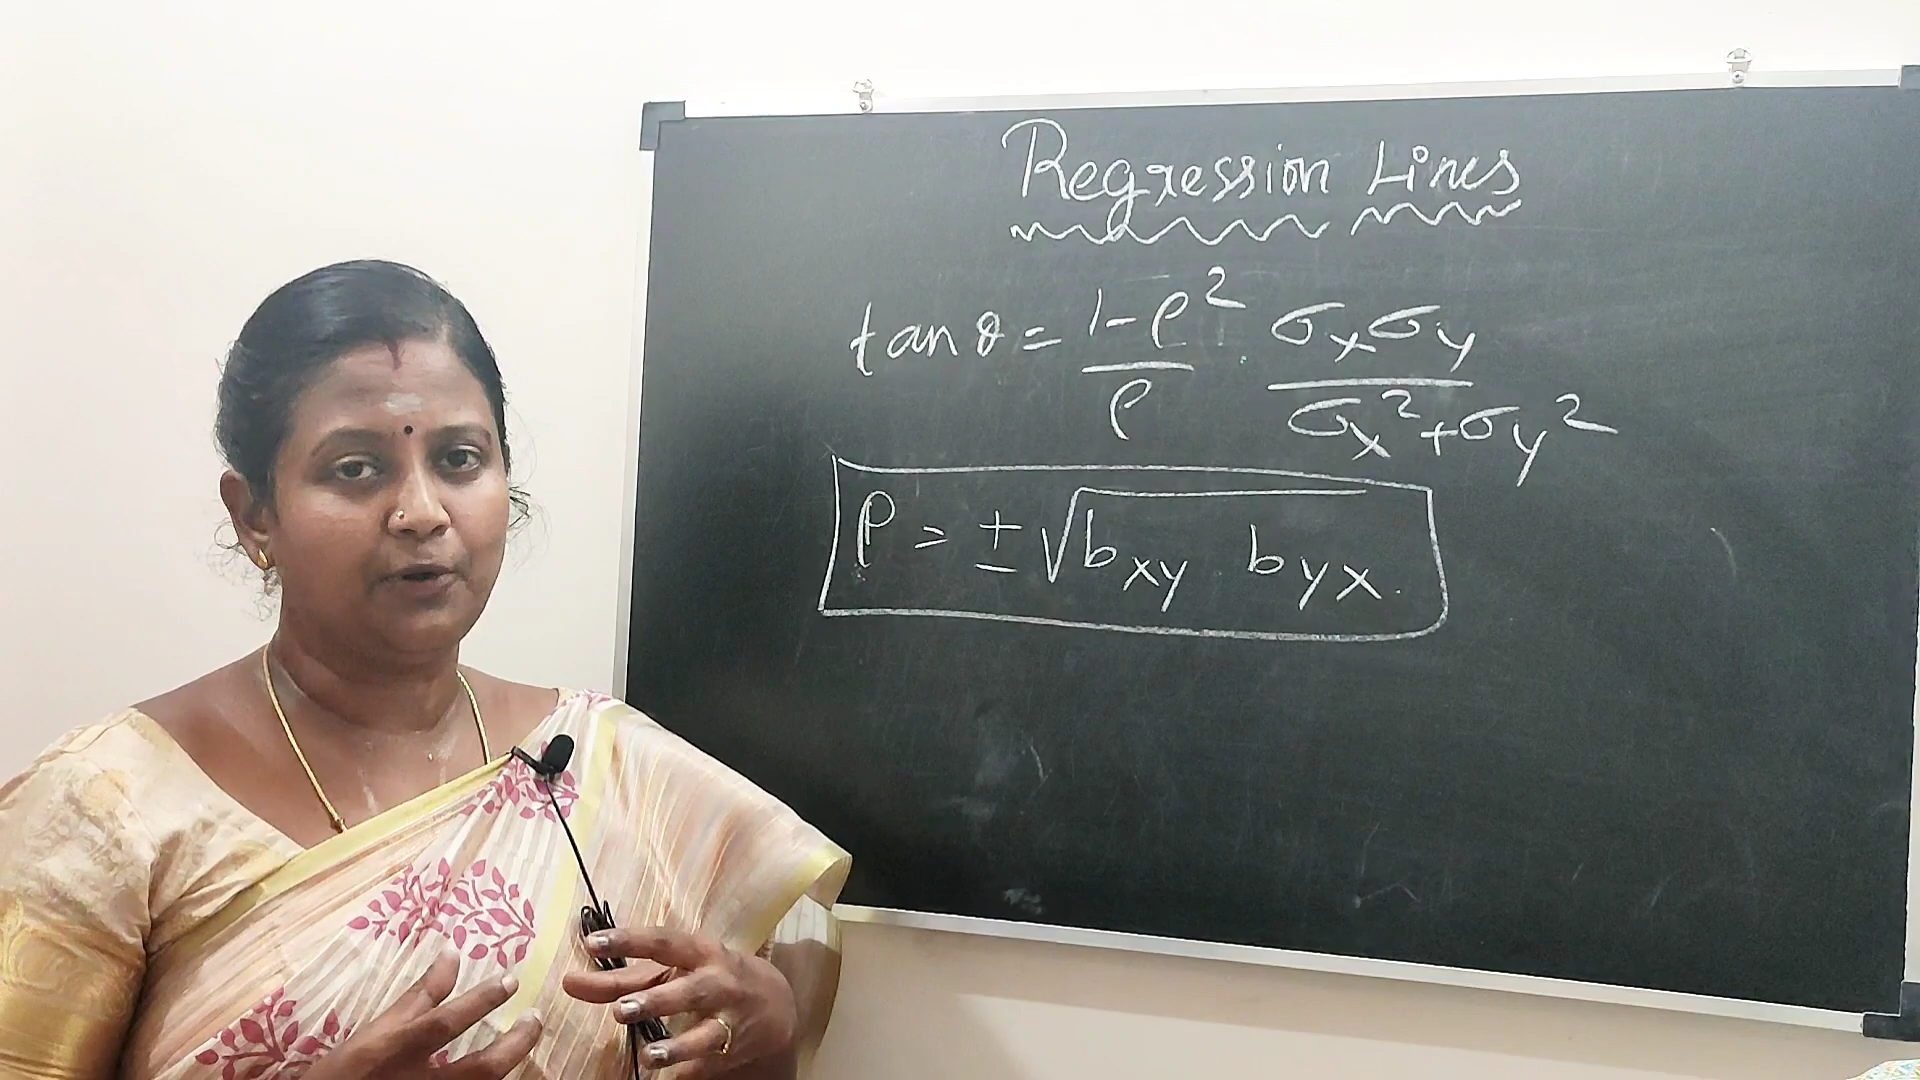 Regression Lines
tan θ = 1-ρ²/ρ . σxσy/σx²+σy²
ρ = ±√bxy . byx.